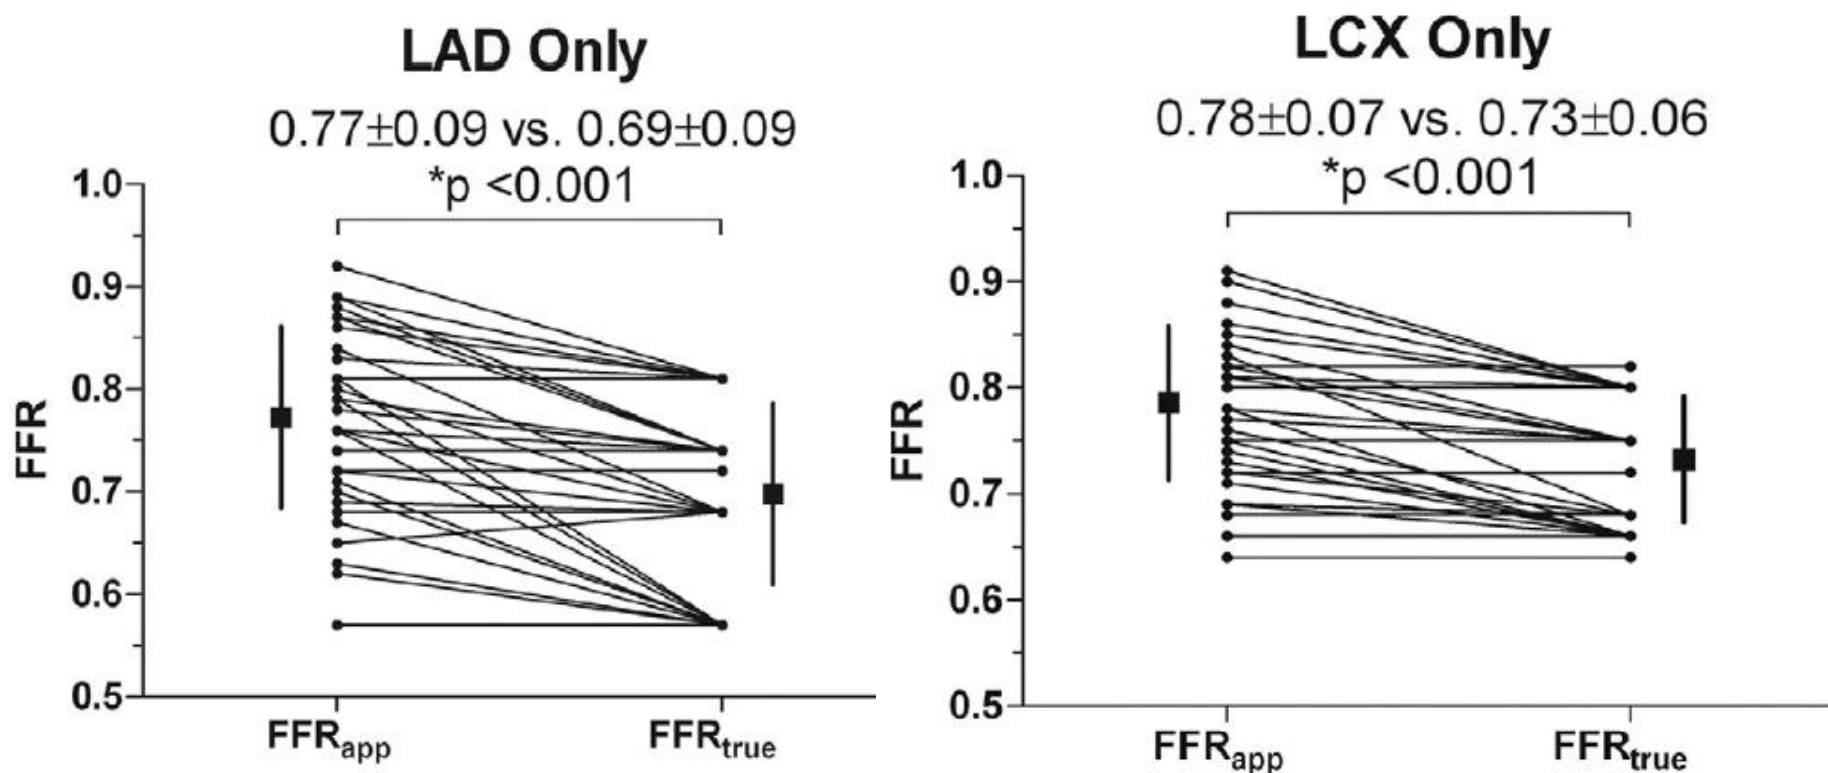 LAD Only
0.77±0.09 vs. 0.69±0.09
*p <0.001
1.0
0.9
0.8
0.7
0.6
0.5
FFR
FFRapp
FFRtrue
LCX Only
0.78±0.07 vs. 0.73±0.06
*p <0.001
1.0
0.9
0.8
0.7
0.6
0.5
FFR
FFRapp
FFRtrue